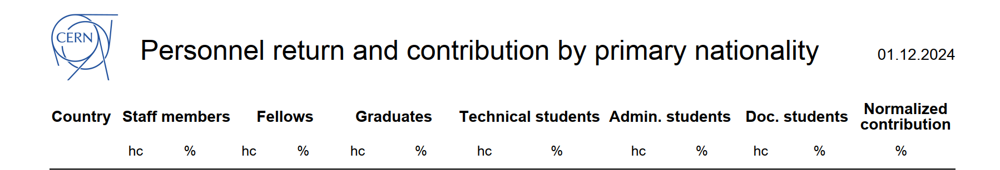 CERN
Personnel return and contribution by primary nationality 01.12.2024
Country Staff members Fellows Graduates Technical students Admin. students Doc. students Normalized contribution
hc % hc % hc % hc % hc % hc % %